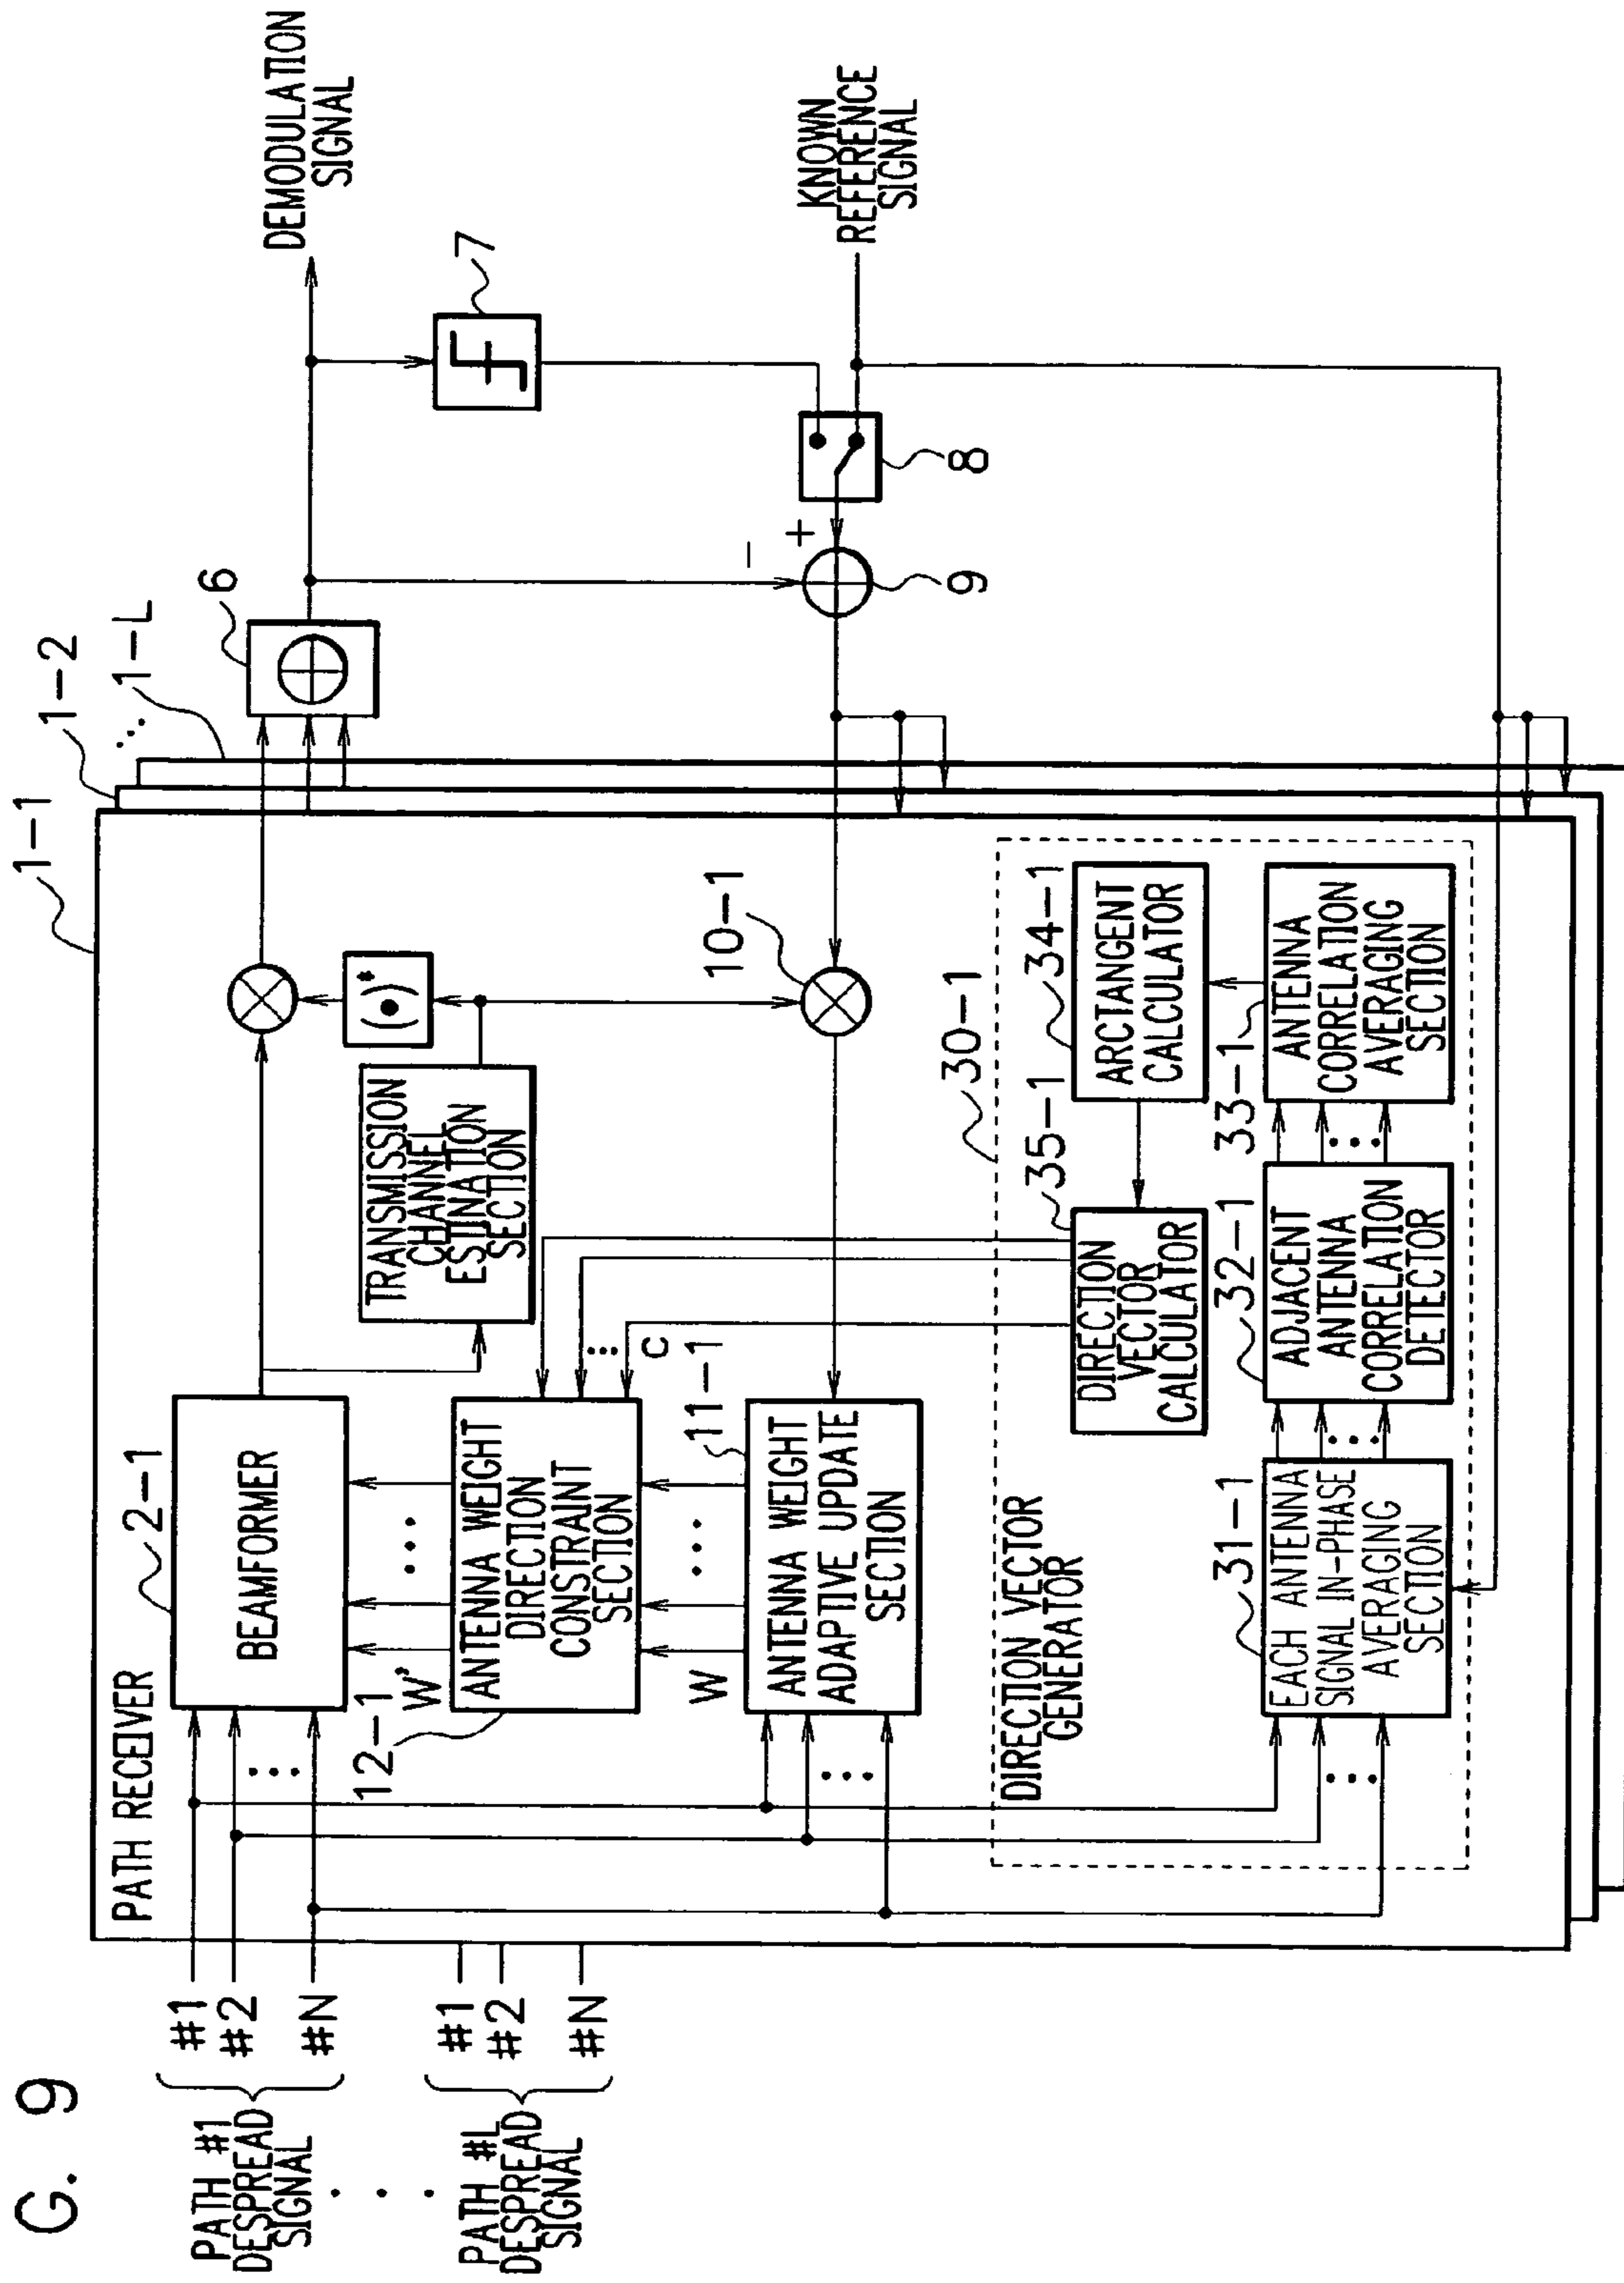 G. 9
PATH #1
DESPREAD
SIGNAL
#1
#2
#N
PATH #L
DESPREAD
SIGNAL
#1
#2
#N
PATH RECEIVER
1-1
1-2
1-L
BEAMFORMER
2-1
TRANSMISSION
CHANNEL
ESTINATION
SECTION
(•)*
6
DEMODULATION
SIGNAL
7
W'
12-1
ANTENNA WEIGHT
DIRECTION
CONSTRAINT
SECTION
C
W
11-1
ANTENNA WEIGHT
ADAPTIVE UPDATE
SECTION
10-1
−
+
9
8
KNOWN
REFERENCE
SIGNAL
DIRECTION VECTOR
GENERATOR
30-1
DIRECTION
VECTOR
CALCULATOR
35-1
ARCTANGENT
CALCULATOR
34-1
EACH ANTENNA
SIGNAL IN-PHASE
AVERAGING
SECTION
31-1
ADJACENT
ANTENNA
CORRELATION
DETECTOR
32-1
ANTENNA
CORRELATION
AVERAGING
SECTION
33-1